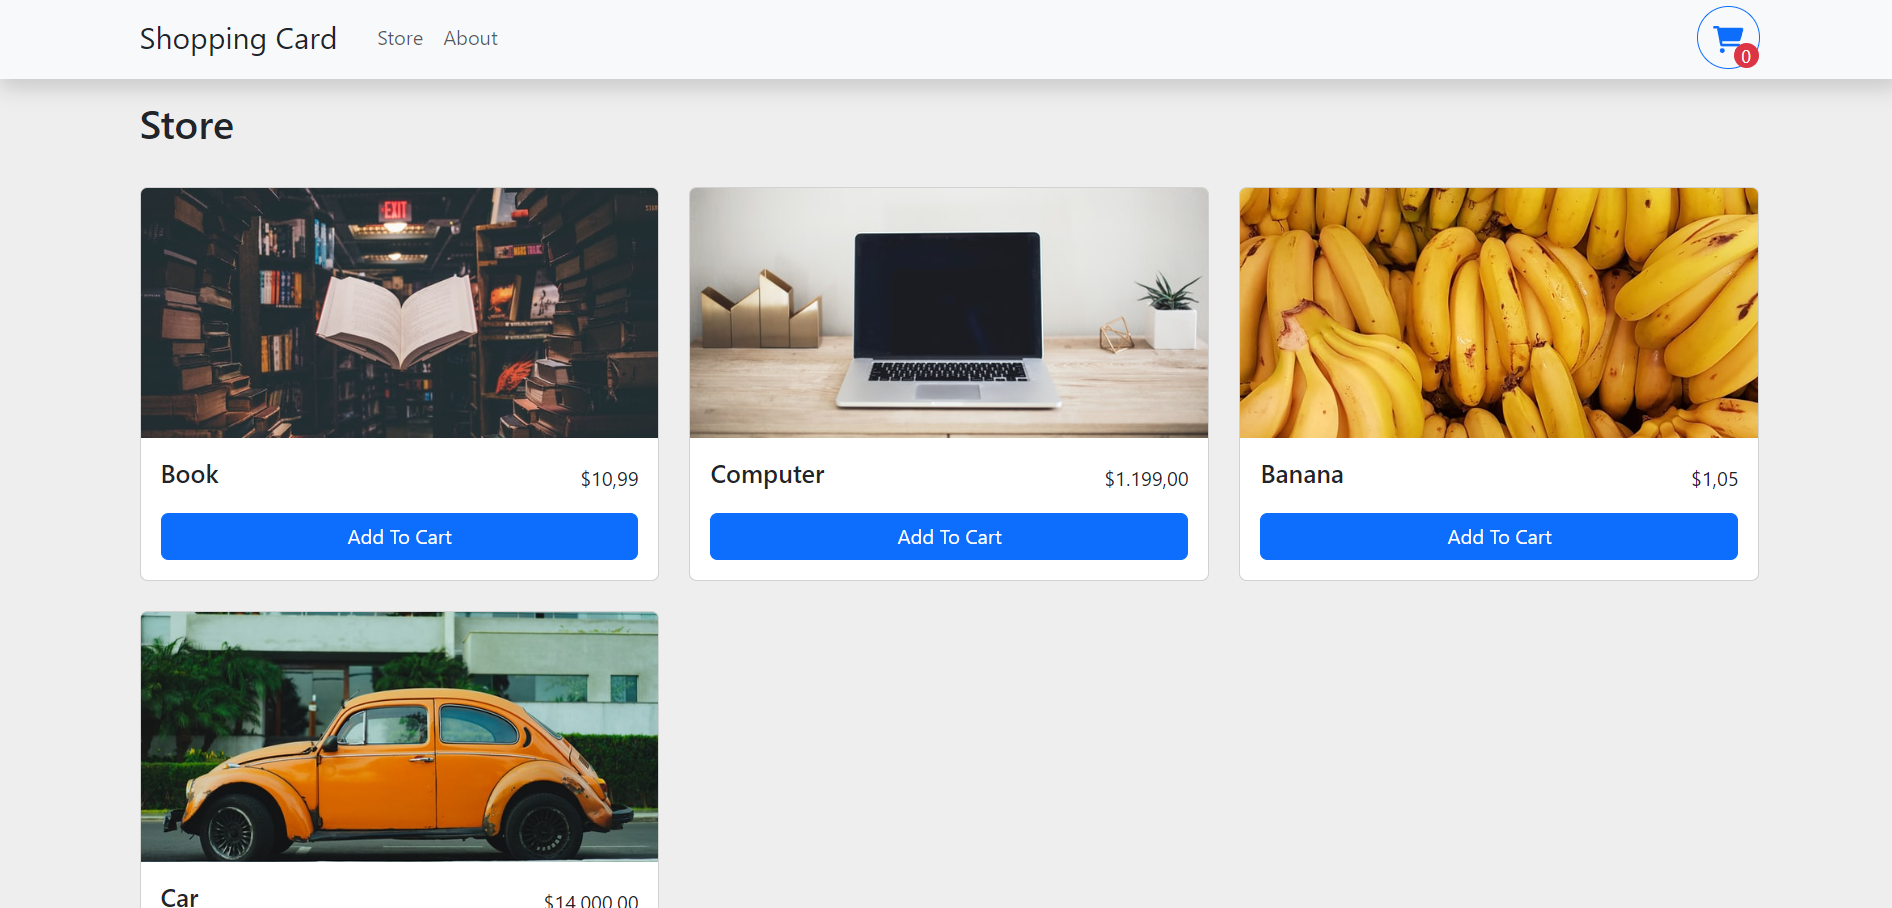 Shopping Card Store About
0
Store
EXIT
Book $10,99
Add To Cart
Computer $1.199,00
Add To Cart
Banana $1,05
Add To Cart
Car $14.000,00